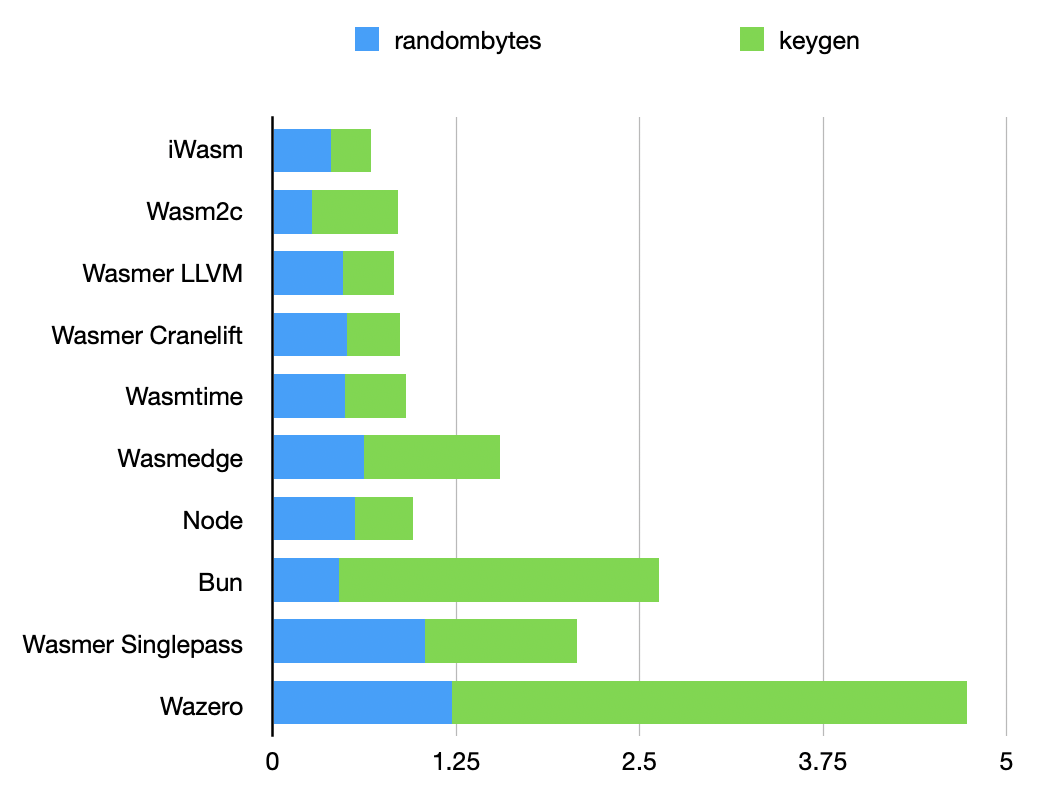 randombytes keygen
iWasm
Wasm2c
Wasmer LLVM
Wasmer Cranelift
Wasmtime
Wasmedge
Node
Bun
Wasmer Singlepass
Wazero
0 1.25 2.5 3.75 5